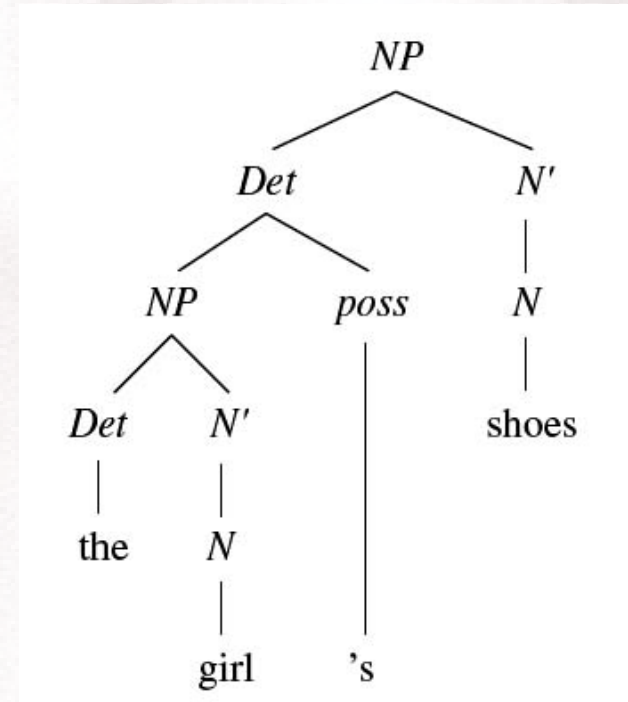 NP
Det N'
NP poss N
Det N' shoes
the N
girl ’s